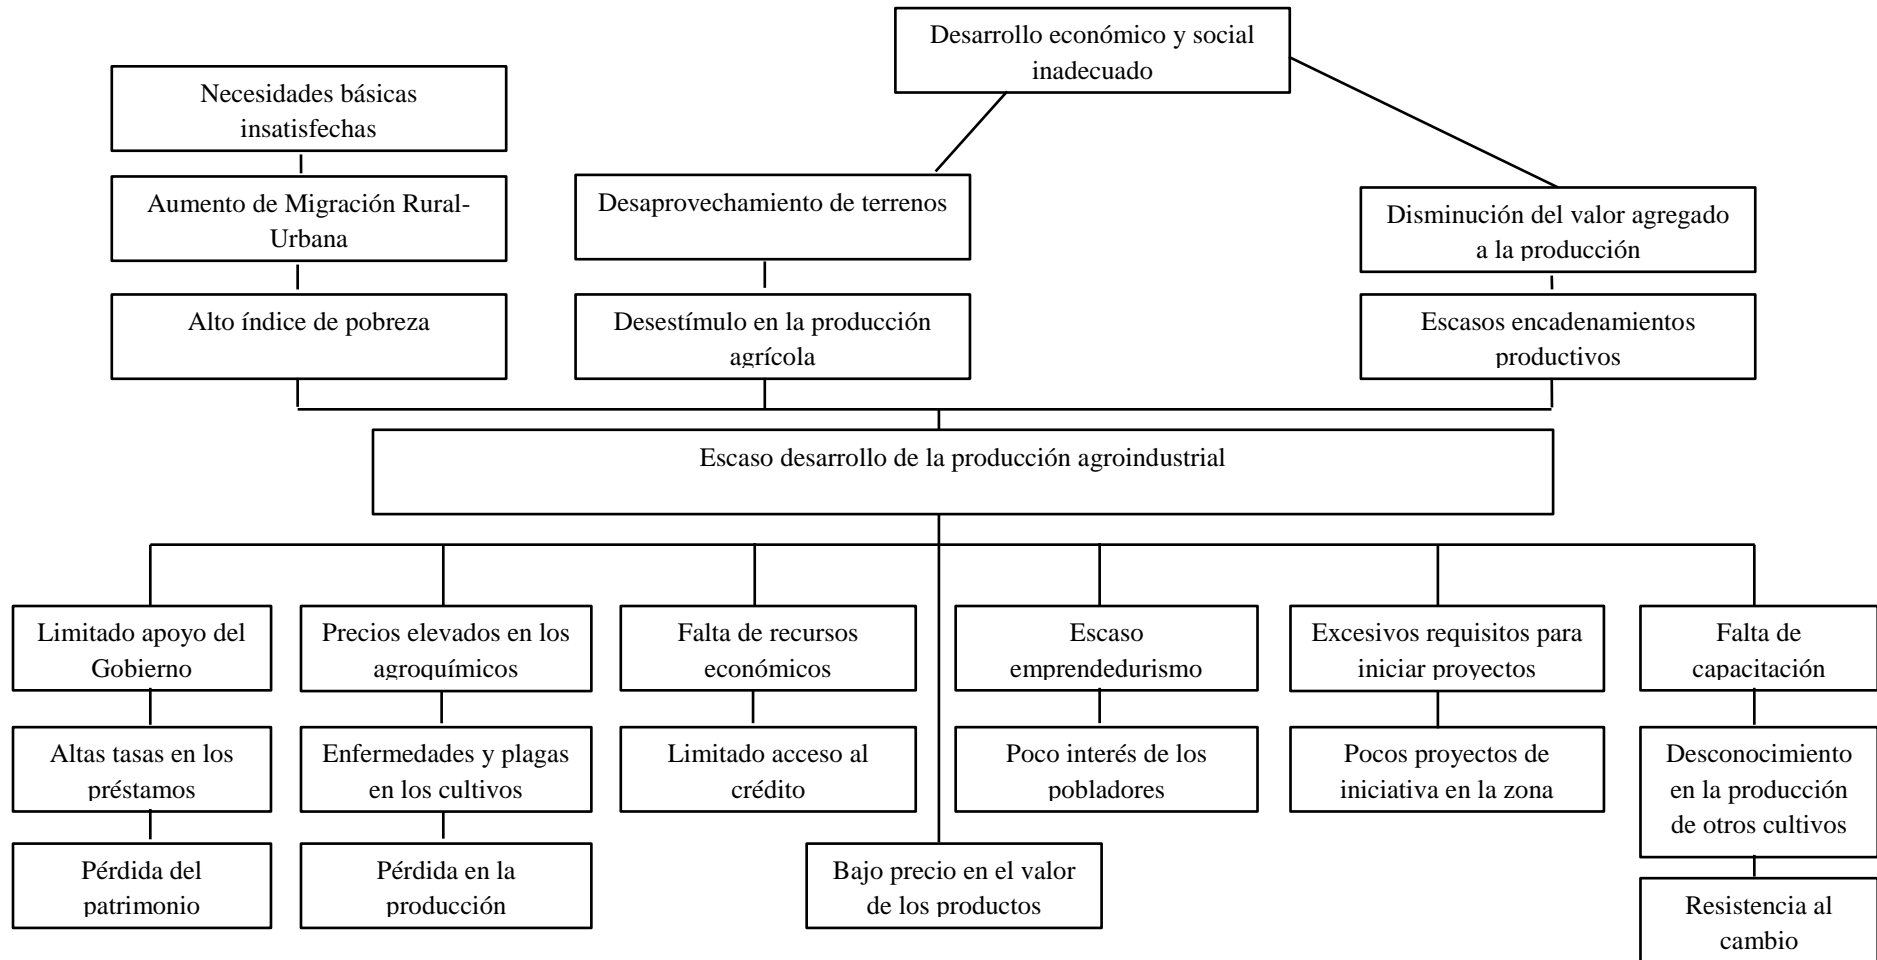 Desarrollo económico y social
inadecuado
Necesidades básicas
insatisfechas
Aumento de Migración Rural-
Urbana
Desaprovechamiento de terrenos
Disminución del valor agregado
a la producción
Alto índice de pobreza
Desestímulo en la producción
agrícola
Escasos encadenamientos
productivos
Escaso desarrollo de la producción agroindustrial
Limitado apoyo del
Gobierno
Precios elevados en los
agroquímicos
Falta de recursos
económicos
Escaso
emprendedurismo
Excesivos requisitos para
iniciar proyectos
Falta de
capacitación
Altas tasas en los
préstamos
Enfermedades y plagas
en los cultivos
Limitado acceso al
crédito
Poco interés de los
pobladores
Pocos proyectos de
iniciativa en la zona
Desconocimiento
en la producción
de otros cultivos
Pérdida del
patrimonio
Pérdida en la
producción
Bajo precio en el valor
de los productos
Resistencia al
cambio